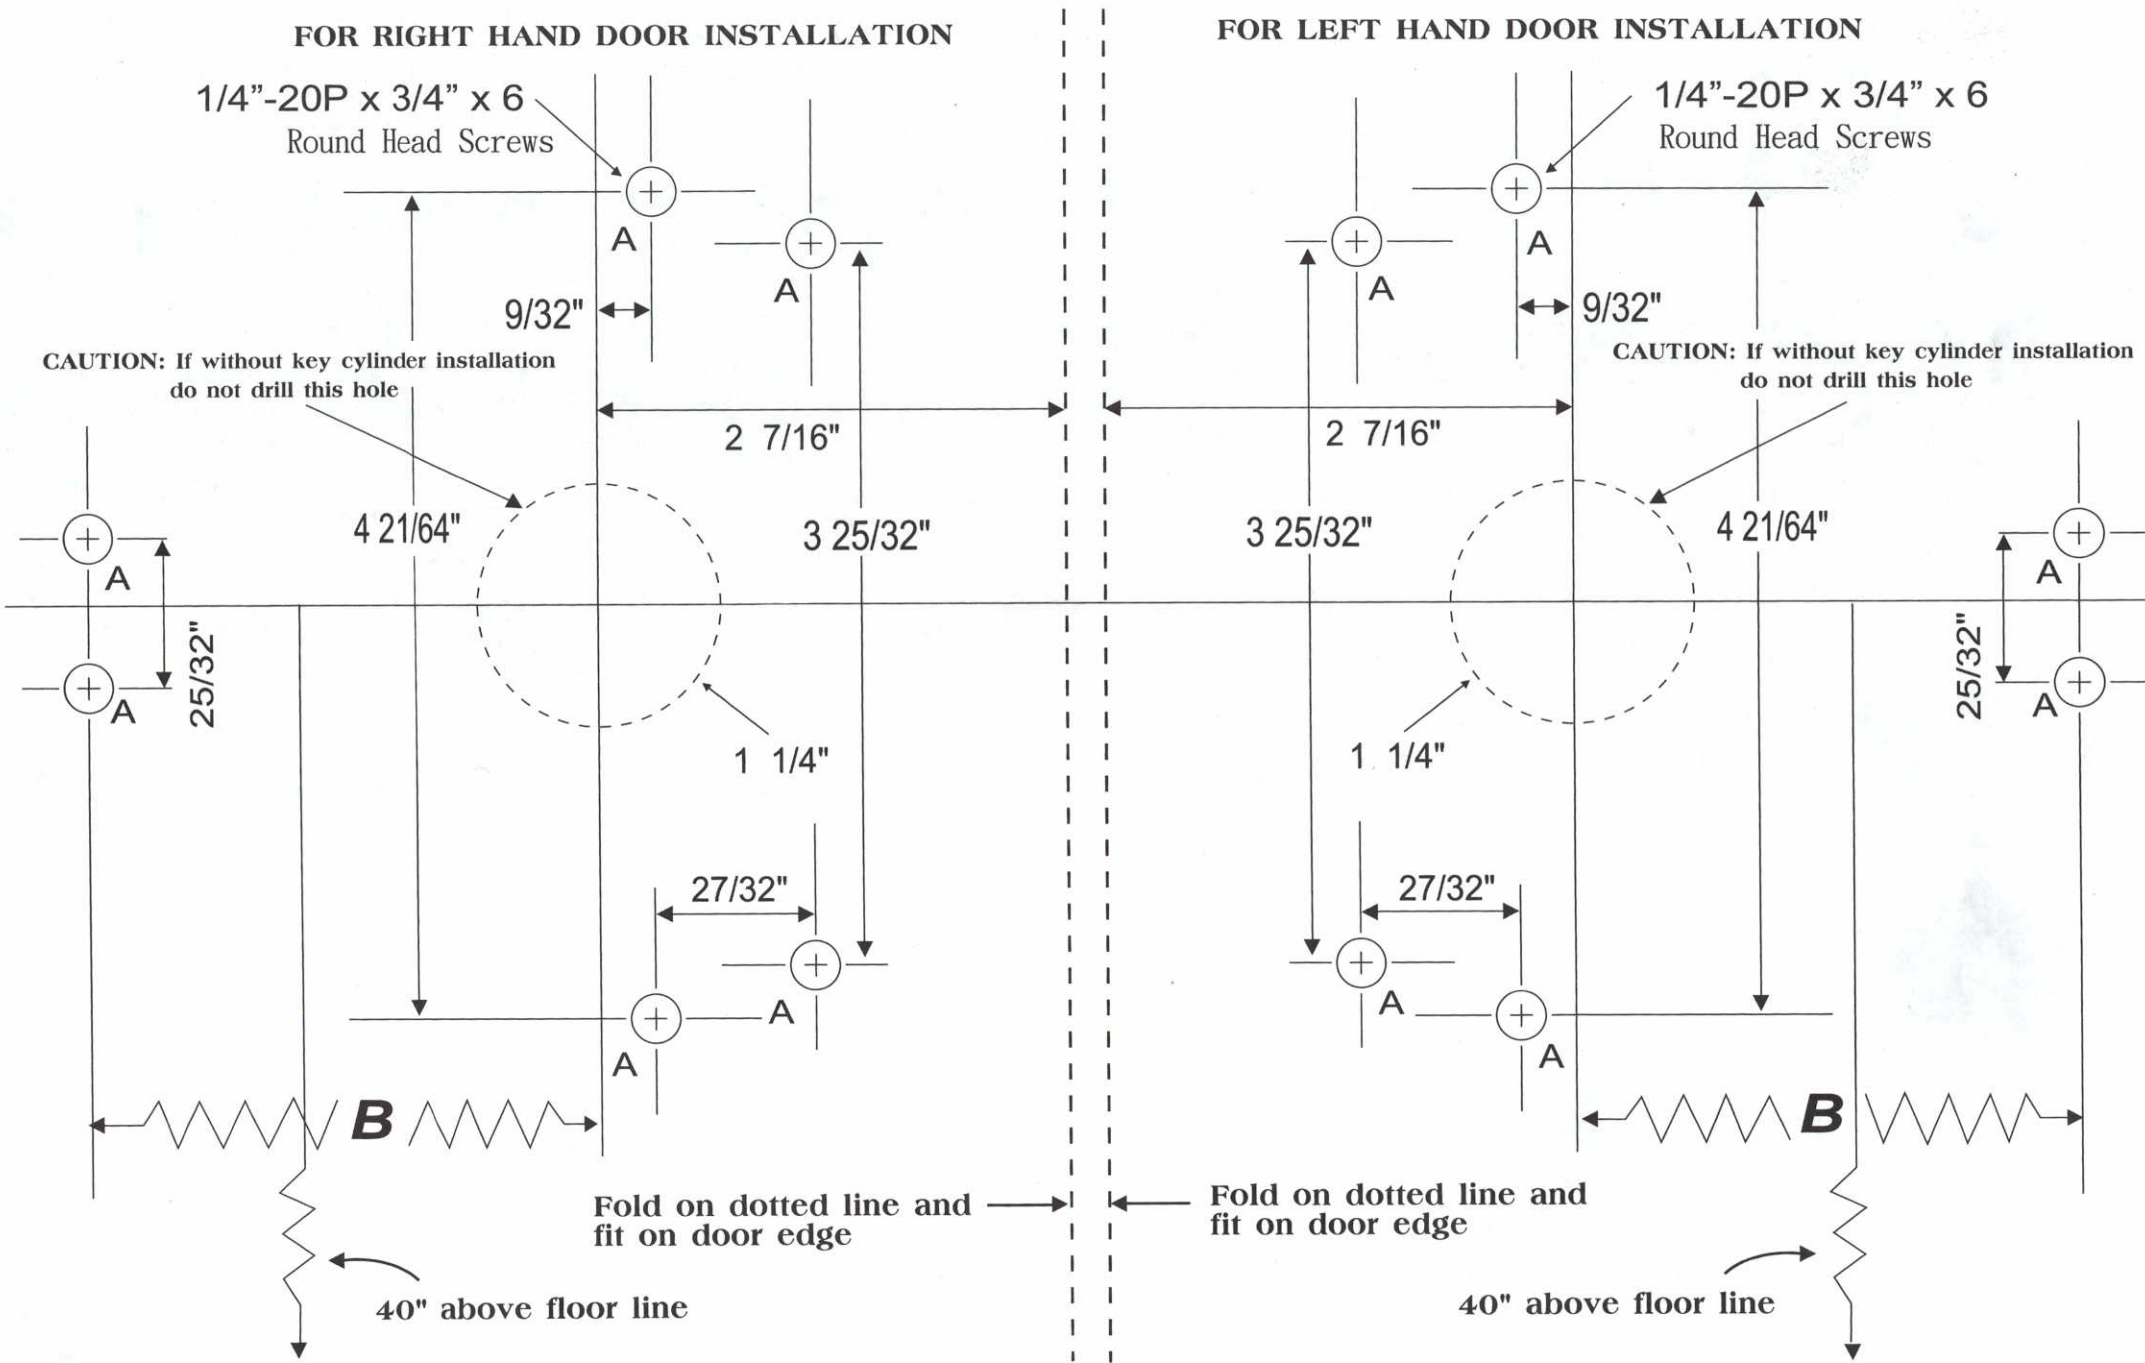 FOR RIGHT HAND DOOR INSTALLATION
1/4”-20P x 3/4” x 6
Round Head Screws
A
A
9/32"
CAUTION: If without key cylinder installation
do not drill this hole
2 7/16"
4 21/64"
3 25/32"
A
25/32"
A
1 1/4"
27/32"
A
A
B
Fold on dotted line and
fit on door edge
40" above floor line
FOR LEFT HAND DOOR INSTALLATION
1/4”-20P x 3/4” x 6
Round Head Screws
A
A
9/32"
CAUTION: If without key cylinder installation
do not drill this hole
2 7/16"
3 25/32"
4 21/64"
A
25/32"
A
1 1/4"
27/32"
A
A
B
Fold on dotted line and
fit on door edge
40" above floor line